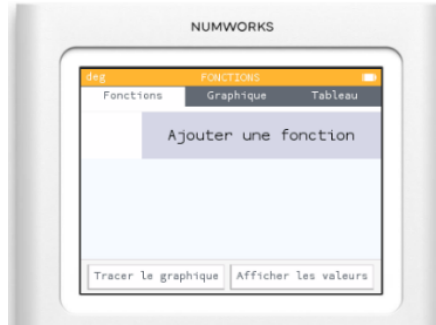 NUMWORKS
deg FONCTIONS
Fonctions Graphique Tableau
Ajouter une fonction
Tracer le graphique Afficher les valeurs